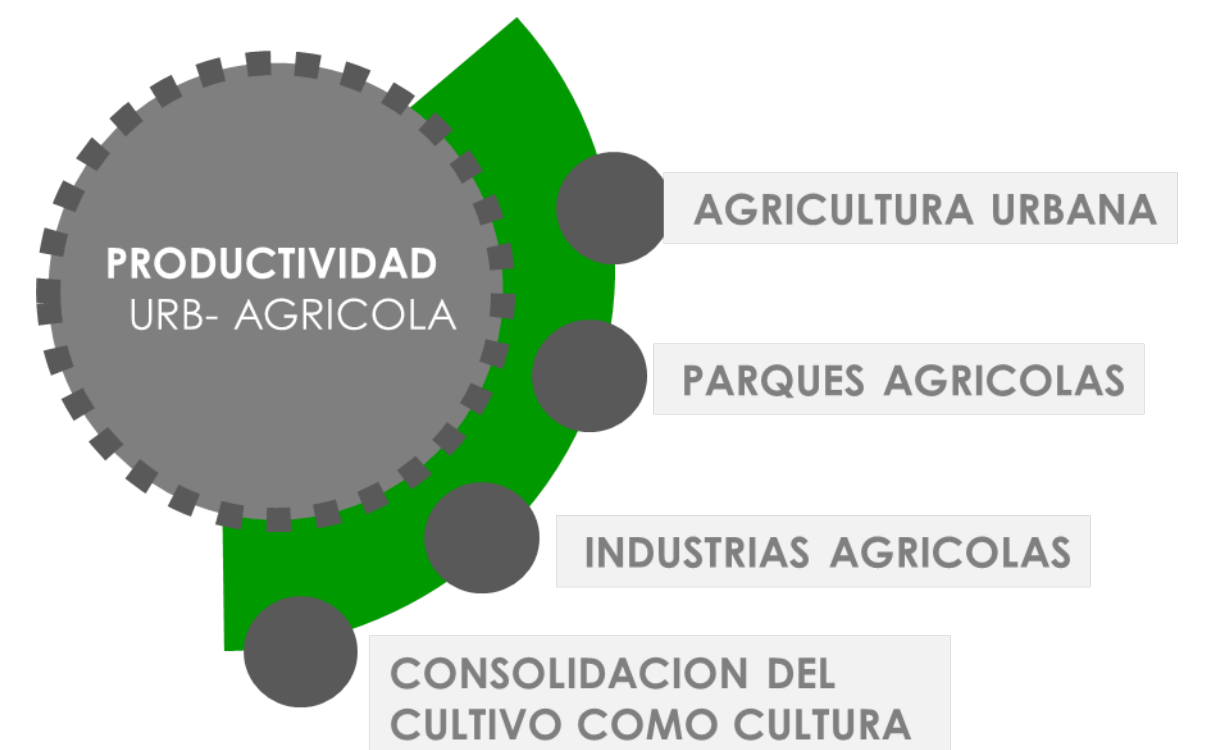 PRODUCTIVIDAD
URB- AGRICOLA
AGRICULTURA URBANA
PARQUES AGRICOLAS
INDUSTRIAS AGRICOLAS
CONSOLIDACION DEL
CULTIVO COMO CULTURA